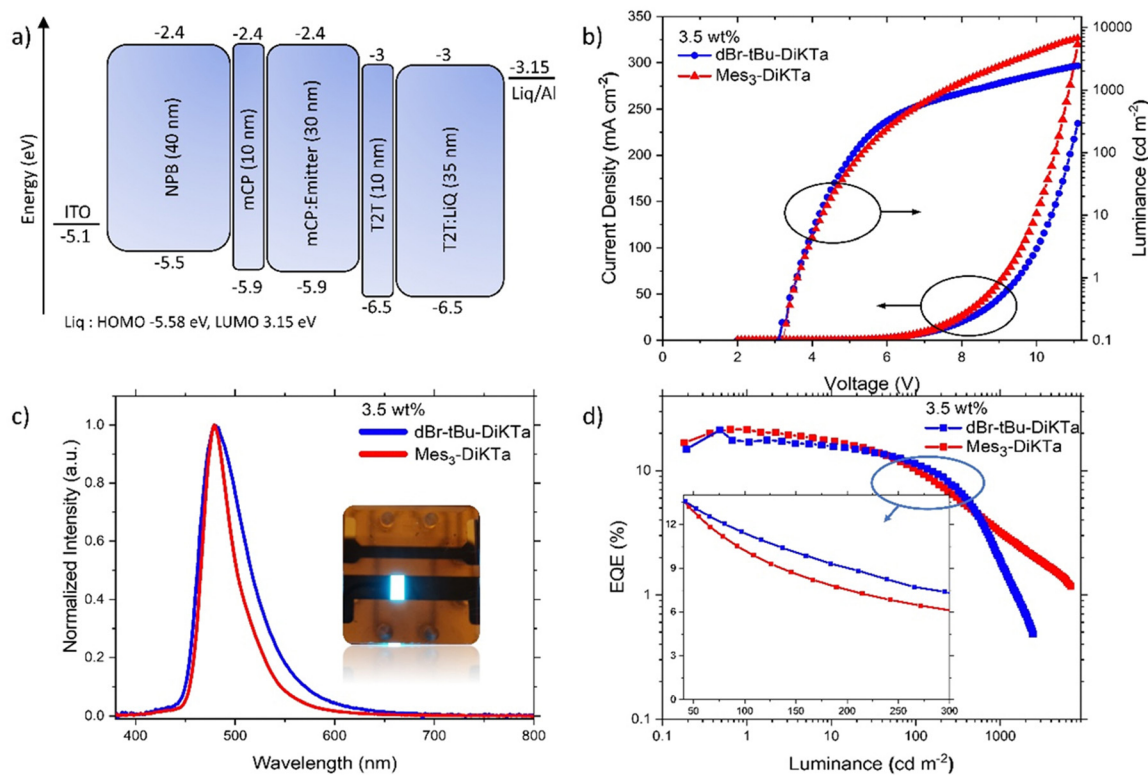 a)
-2.4
-2.4
-2.4
-3
-3
-3.15
Liq/Al
Energy (eV)
ITO
-5.1
NPB (40 nm)
mCP (10 nm)
mCP:Emitter (30 nm)
T2T (10 nm)
T2T:LiQ (35 nm)
-5.5
-5.9
-5.9
-6.5
-6.5
Liq : HOMO -5.58 eV, LUMO 3.15 eV
b)
3.5 wt%
dBr-tBu-DiKTa
Mes₃-DiKTa
Current Density (mA cm⁻²)
350
300
250
200
150
100
50
0
Luminance (cd m⁻²)
10000
1000
100
10
1
0.1
2
4
6
8
10
Voltage (V)
c)
3.5 wt%
dBr-tBu-DiKTa
Mes₃-DiKTa
Normalized Intensity (a.u.)
1.0
0.8
0.6
0.4
0.2
0.0
400
500
600
700
800
Wavelength (nm)
d)
3.5 wt%
dBr-tBu-DiKTa
Mes₃-DiKTa
EQE (%)
10
1
0.1
12
9
6
3
0
50
100
150
200
250
300
0.1
1
10
100
1000
Luminance (cd m⁻²)